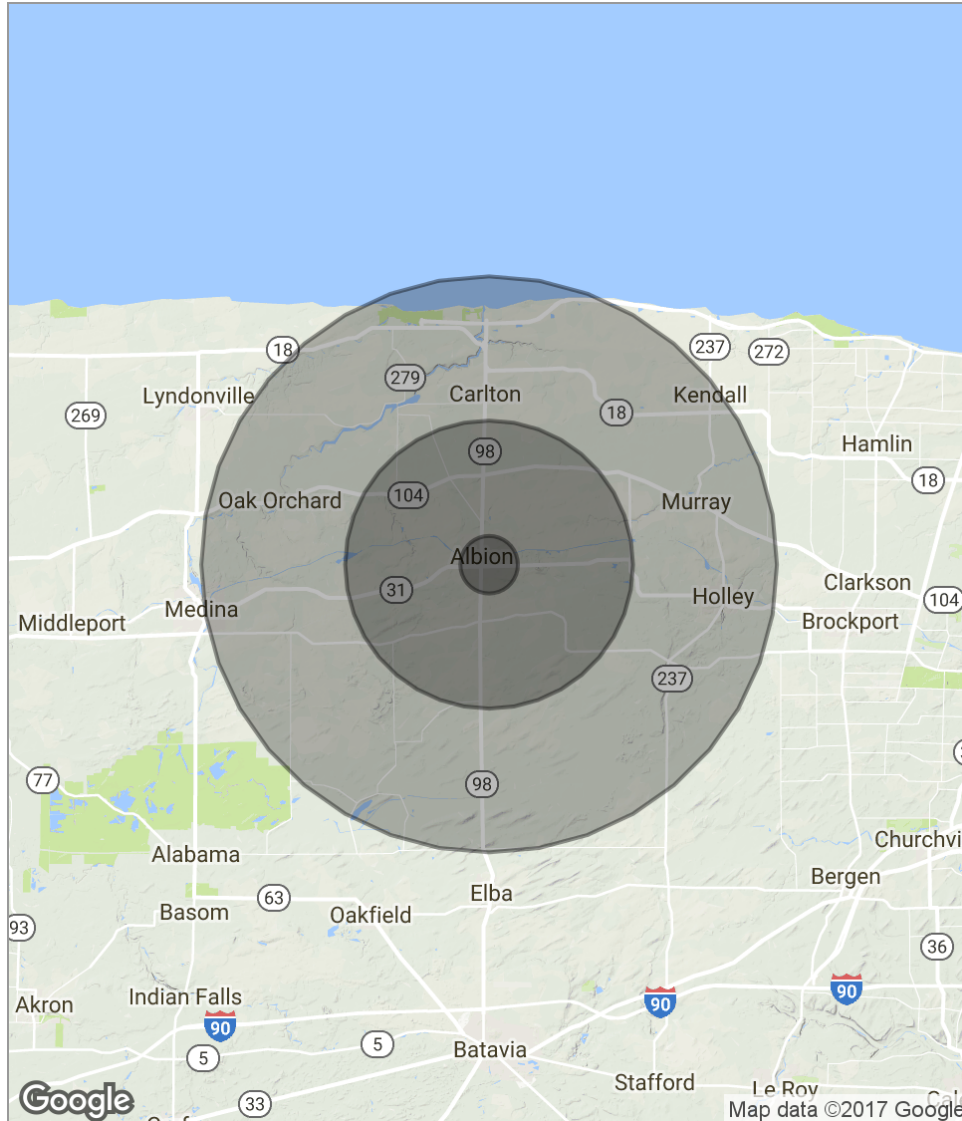 18
237
272
279
Carlton
Kendall
Lyndonville
269
18
Hamlin
98
18
104
Oak Orchard
Murray
Albion
Clarkson
31
104
Medina
Holley
Middleport
Brockport
237
77
98
Alabama
Churchvi
Bergen
63
Elba
Basom
Oakfield
93
36
Akron
Indian Falls
90
90
90
5
5
Batavia
Stafford
Le Roy
Google
33
Map data ©2017 Google